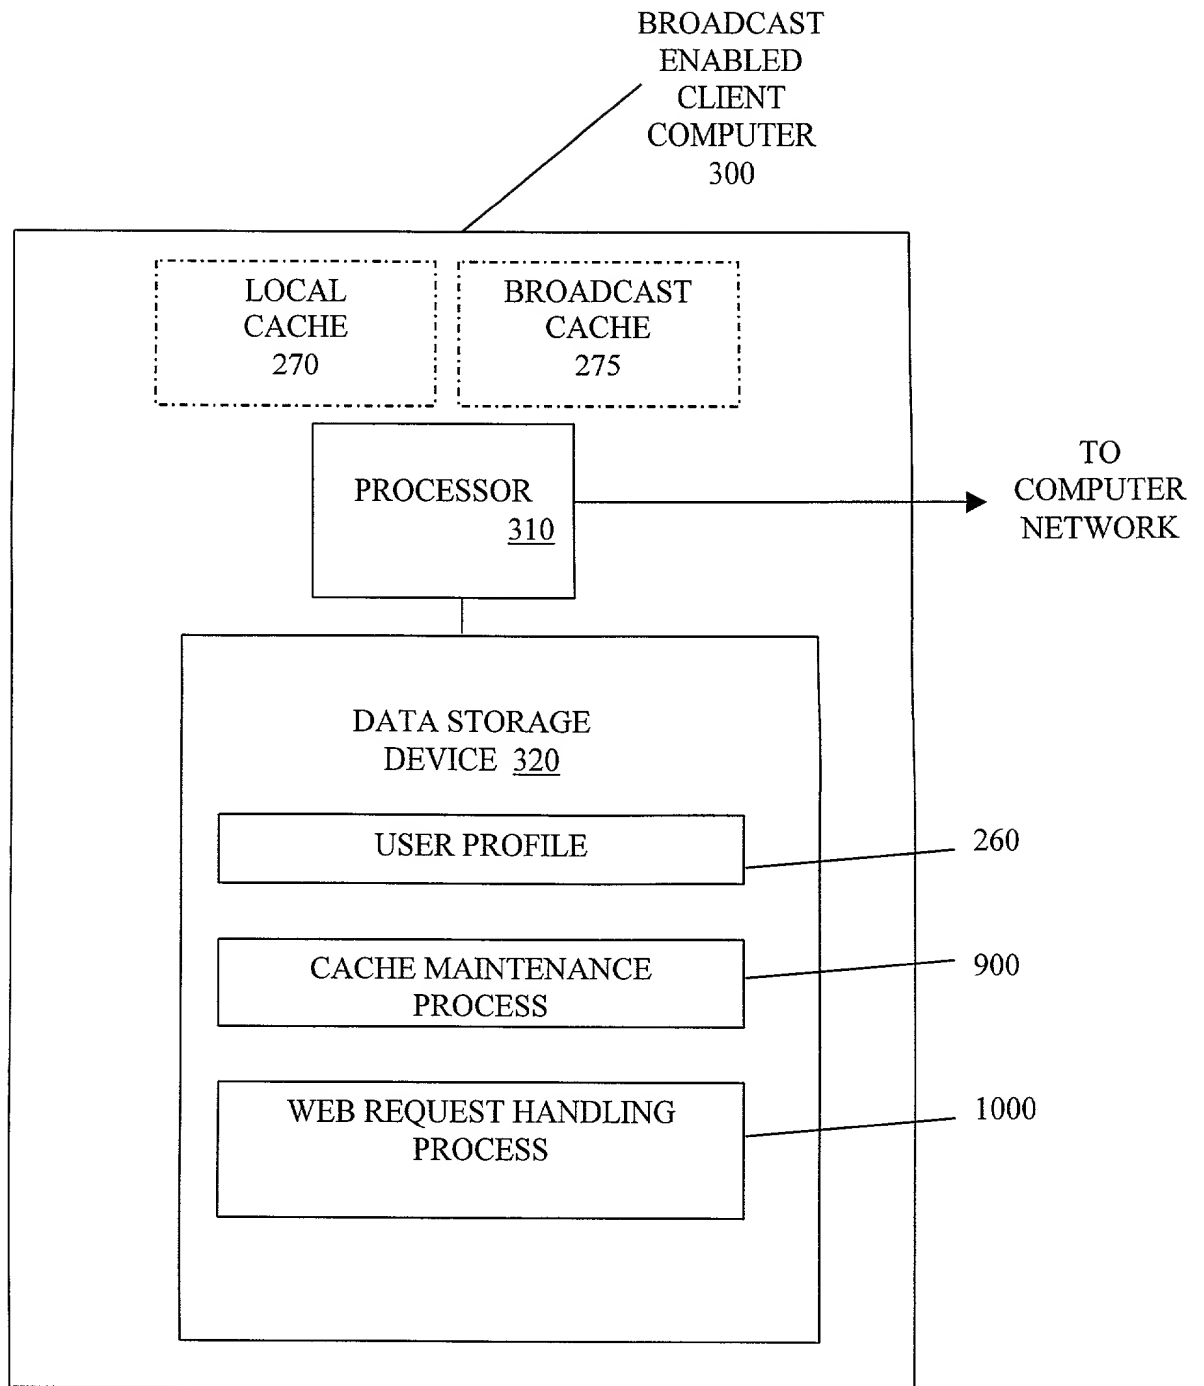 BROADCAST
ENABLED
CLIENT
COMPUTER
300
LOCAL
CACHE
270
BROADCAST
CACHE
275
PROCESSOR
310
TO
COMPUTER
NETWORK
DATA STORAGE
DEVICE 320
USER PROFILE
260
CACHE MAINTENANCE
PROCESS
900
WEB REQUEST HANDLING
PROCESS
1000